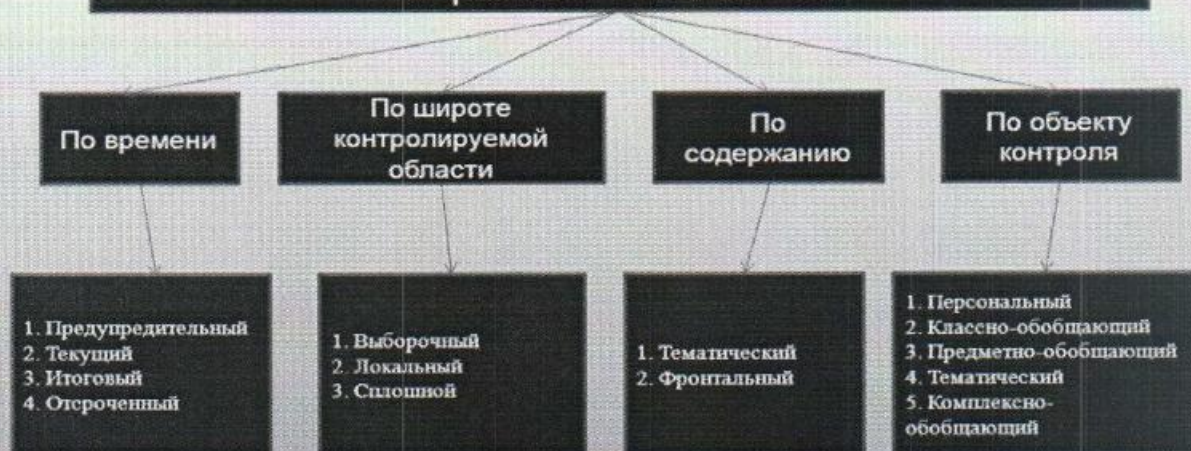 По времени
По широте
контролируемой
области
По
содержанию
По объекту
контроля
1. Предупредительный
2. Текущий
3. Итоговый
4. Отсроченный
1. Выборочный
2. Локальный
3. Сплошной
1. Тематический
2. Фронтальный
1. Персональный
2. Классно-обобщающий
3. Предметно-обобщающий
4. Тематический
5. Комплексно-
обобщающий